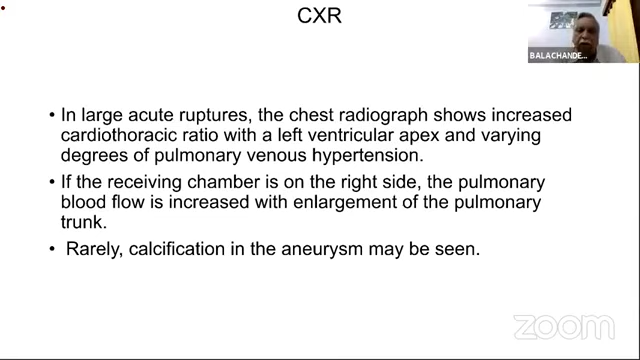 CXR
BALACHANDE...
• In large acute ruptures, the chest radiograph shows increased
cardiothoracic ratio with a left ventricular apex and varying
degrees of pulmonary venous hypertension.
• If the receiving chamber is on the right side, the pulmonary
blood flow is increased with enlargement of the pulmonary
trunk.
• Rarely, calcification in the aneurysm may be seen.
zoom